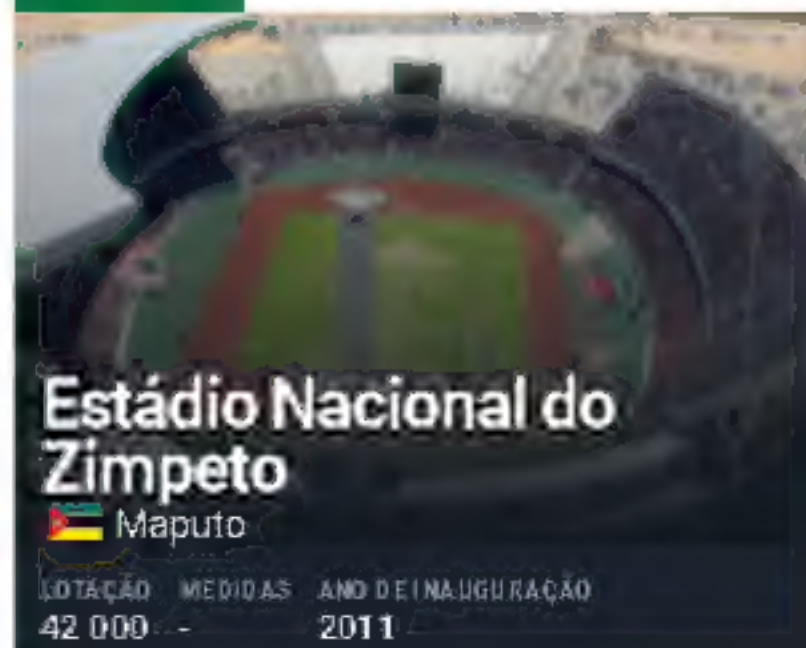 Estádio Nacional do
Zimpeto
Maputo
LOTAÇÃO MEDIDAS ANO DE INAUGURAÇÃO
42 000 - 2011